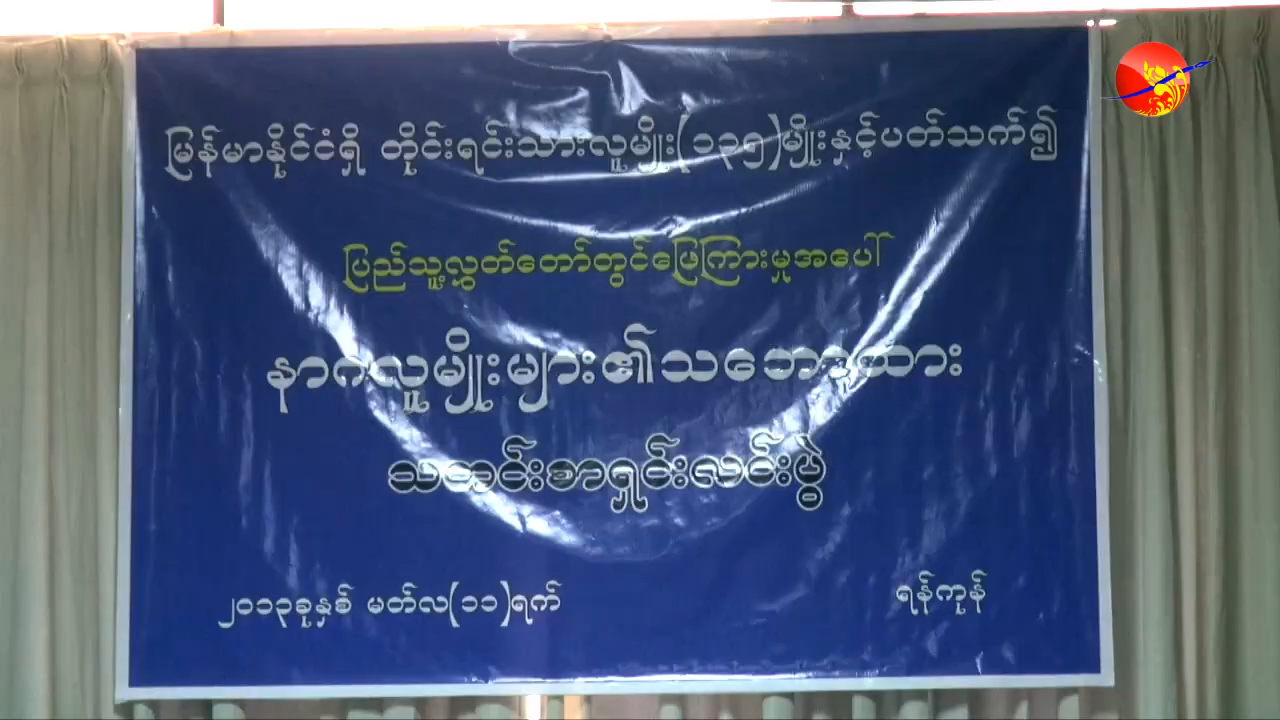 မြန်မာနိုင်ငံရှိ တိုင်းရင်းသားလူမျိုး(၁၃၅)မျိုးနှင့်ပတ်သက်၍
ပြည်သူ့လွှတ်တော်တွင်ဖြေကြားမှုအပေါ်
နာဂလူမျိုးများ၏သဘောထား
သတင်းစာရှင်းလင်းပွဲ
၂၀၁၃ခုနှစ် မတ်လ(၁၁)ရက်
ရန်ကုန်